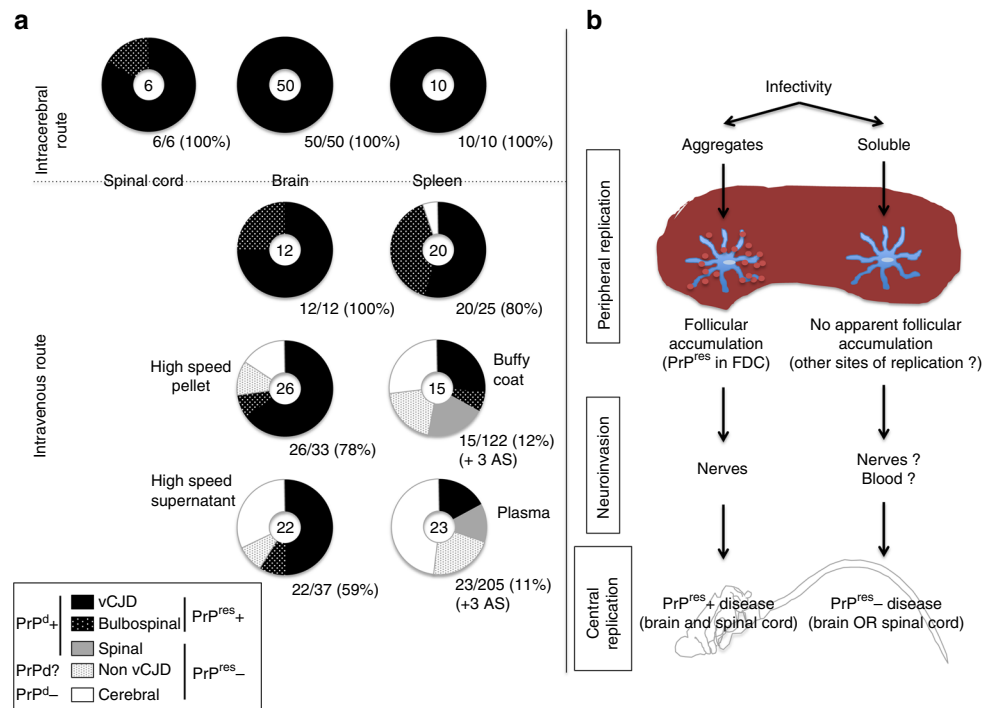 a
Intracerebral route
6
50
10
6/6 (100%)
50/50 (100%)
10/10 (100%)
Spinal cord
Brain
Spleen
Intravenous route
12
20
12/12 (100%)
20/25 (80%)
High speed
pellet
26
26/33 (78%)
15
Buffy
coat
15/122 (12%)
(+ 3 AS)
High speed
supernatant
22
22/37 (59%)
23
Plasma
23/205 (11%)
(+3 AS)
PrPd+
vCJD
Bulbospinal
PrPres+
Spinal
PrPd?
Non vCJD
PrPres–
PrPd–
Cerebral
b
Infectivity
Aggregates
Soluble
Peripheral replication
Follicular
accumulation
(PrPres in FDC)
No apparent follicular
accumulation
(other sites of replication ?)
Neuroinvasion
Nerves
Nerves ?
Blood ?
Central
replication
PrPres+ disease
(brain and spinal cord)
PrPres– disease
(brain OR spinal cord)